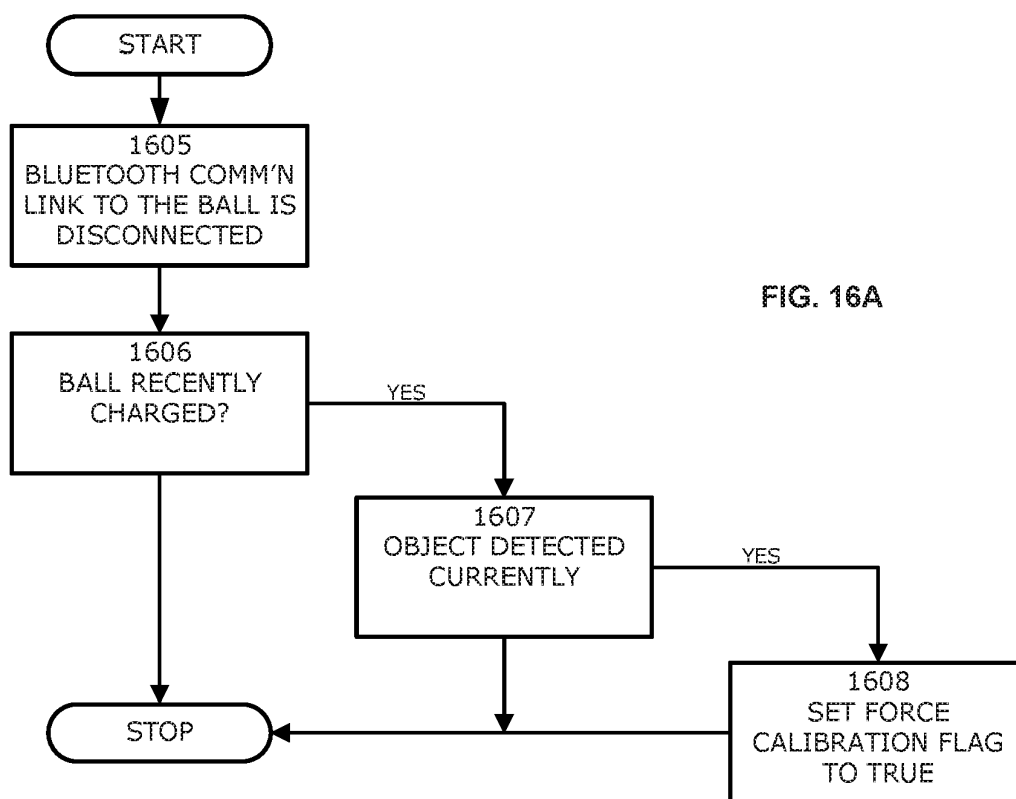 START
1605
BLUETOOTH COMM'N
LINK TO THE BALL IS
DISCONNECTED
FIG. 16A
1606
BALL RECENTLY
CHARGED?
YES
1607
OBJECT DETECTED
CURRENTLY
YES
1608
SET FORCE
CALIBRATION FLAG
TO TRUE
STOP